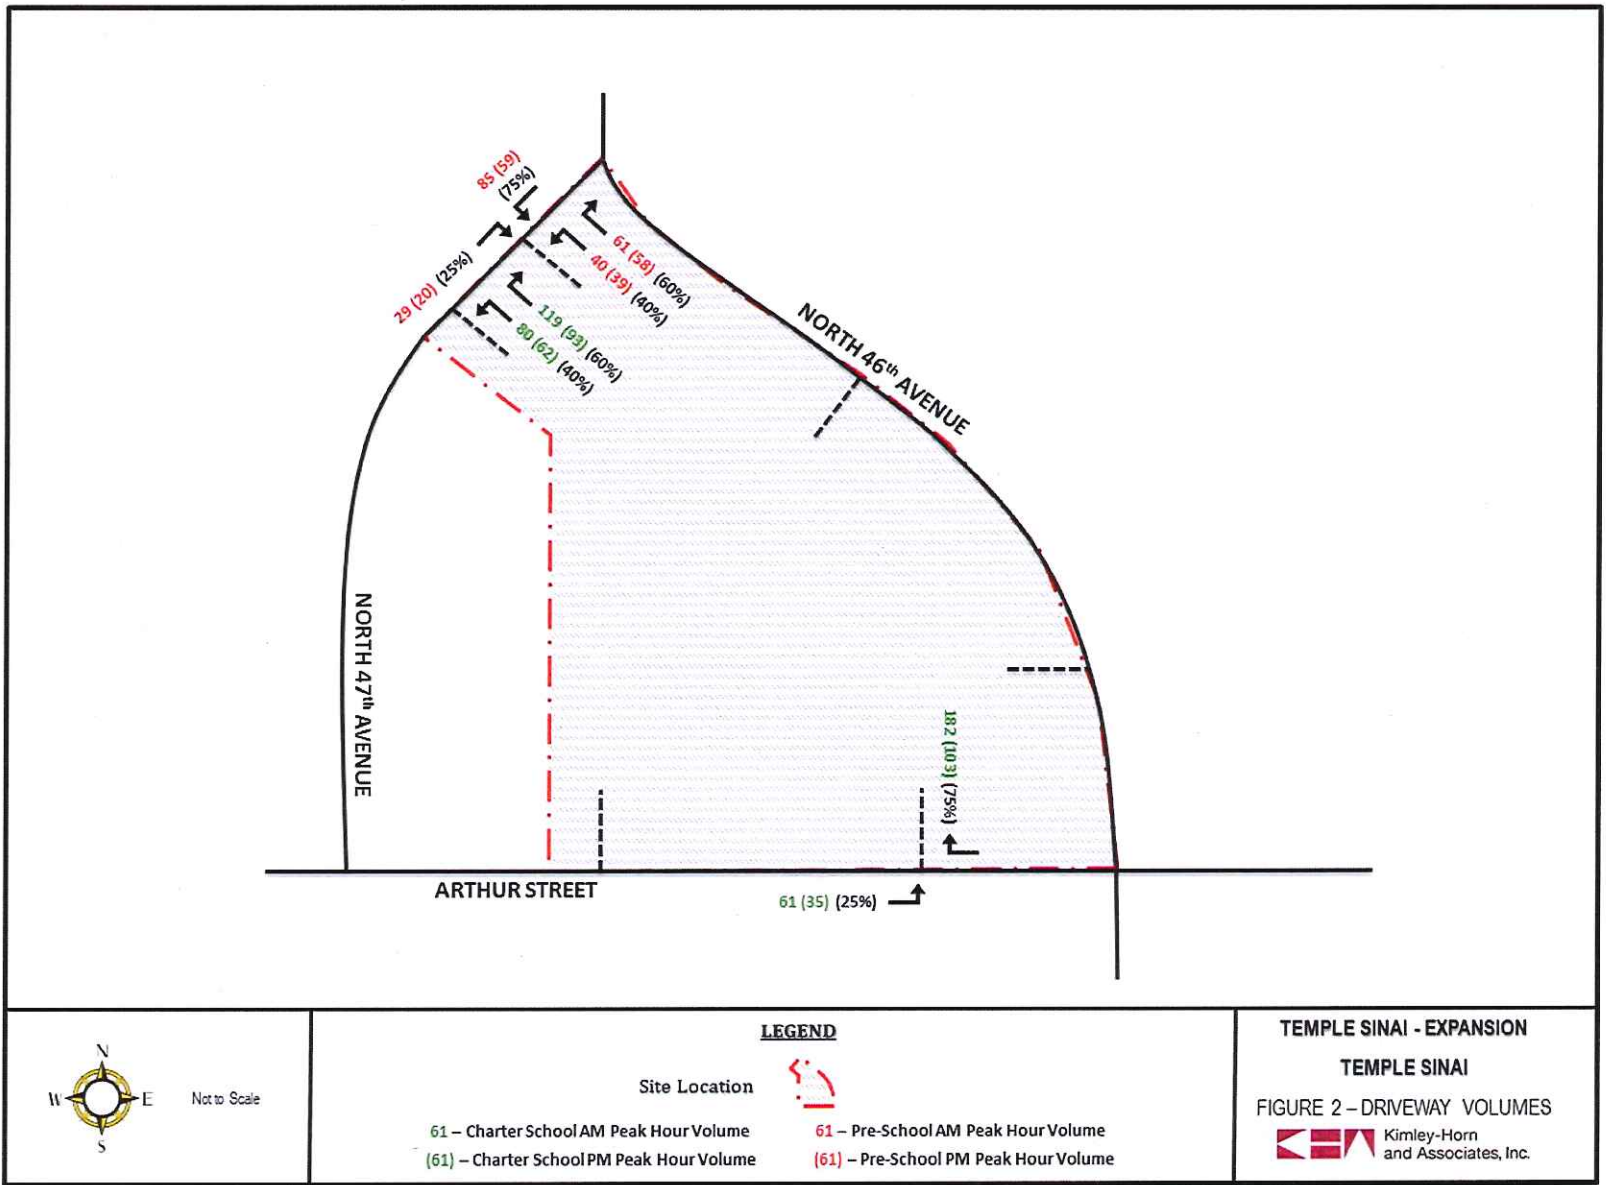 85 (59)
(75%)
29 (20) (25%)
61 (58) (60%)
40 (39) (40%)
119 (93) (60%)
80 (62) (40%)
NORTH 46th AVENUE
NORTH 47th AVENUE
182 (103) (75%)
ARTHUR STREET
61 (35) (25%)
N
W E
S
Not to Scale
LEGEND
Site Location
61 – Charter School AM Peak Hour Volume
(61) – Charter School PM Peak Hour Volume
61 – Pre-School AM Peak Hour Volume
(61) – Pre-School PM Peak Hour Volume
TEMPLE SINAI - EXPANSION
TEMPLE SINAI
FIGURE 2 – DRIVEWAY VOLUMES
Kimley-Horn
and Associates, Inc.